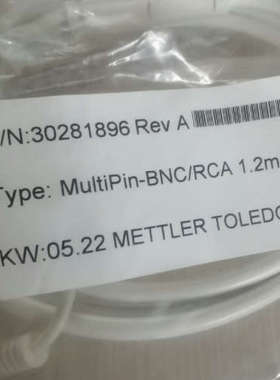 /N:30281896 Rev A
Type: MultiPin-BNC/RCA 1.2m
KW:05.22 METTLER TOLEDO